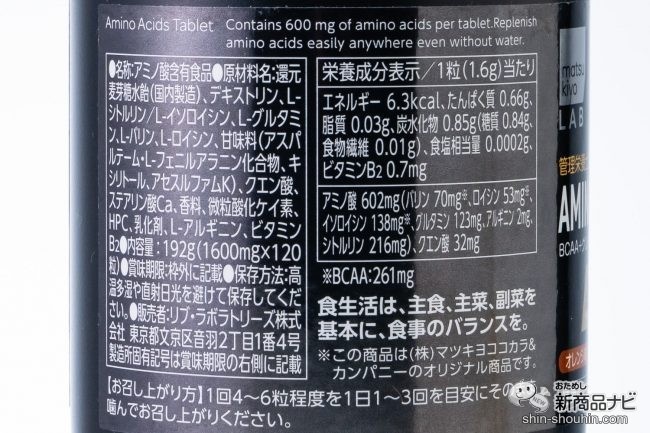 Amino Acids Tablet Contains 600 mg of amino acids per tablet.Replenish
amino acids easily anywhere even without water.
●名称:アミノ酸含有食品●原材料名:還元
麦芽糖水飴(国内製造)、デキストリン、L-
シトルリン/L-イソロイシン、L-グルタミ
ン、L-バリン、L-ロイシン、甘味料(アスパ
ルテーム・L-フェニルアラニン化合物、キ
シリトール、アセスルファムK)、クエン酸、
ステアリン酸Ca、香料、微粒酸化ケイ素、
HPC、乳化剤、L-アルギニン、ビタミン
B₂●内容量:192g(1600mg×120
粒)●賞味期限:枠外に記載●保存方法:高
温多湿や直射日光を避けて保存してくだ
さい。●販売者:リブ・ラボラトリーズ株式
会社 東京都文京区音羽2丁目1番4号
製造所固有記号は賞味期限の右側に記載
栄養成分表示/1粒(1.6g)当たり
エネルギー 6.3kcal、たんぱく質 0.66g、
脂質 0.03g、炭水化物 0.85g(糖質 0.84g、
食物繊維 0.01g)、食塩相当量 0.0002g、
ビタミンB2 0.7mg
アミノ酸 602mg(バリン 70mg※、ロイシン 53mg※、
イソロイシン 138mg※、グルタミン 123mg、アルギニン 2mg、
シトルリン 216mg)、クエン酸 32mg
※BCAA:261mg
食生活は、主食、主菜、副菜を
基本に、食事のバランスを。
※この商品は(株)マツキヨココカラ&
カンパニーのオリジナル商品です。
【お召し上がり方】1回4~6粒程度を1日1~3回を目安にその
噛んでお召し上がりください。
matsu
kiyo
LAB
管理栄養
AMIN
BCAA+ク
オレンジ
おためし
新商品ナビ
shin-shouhin.com